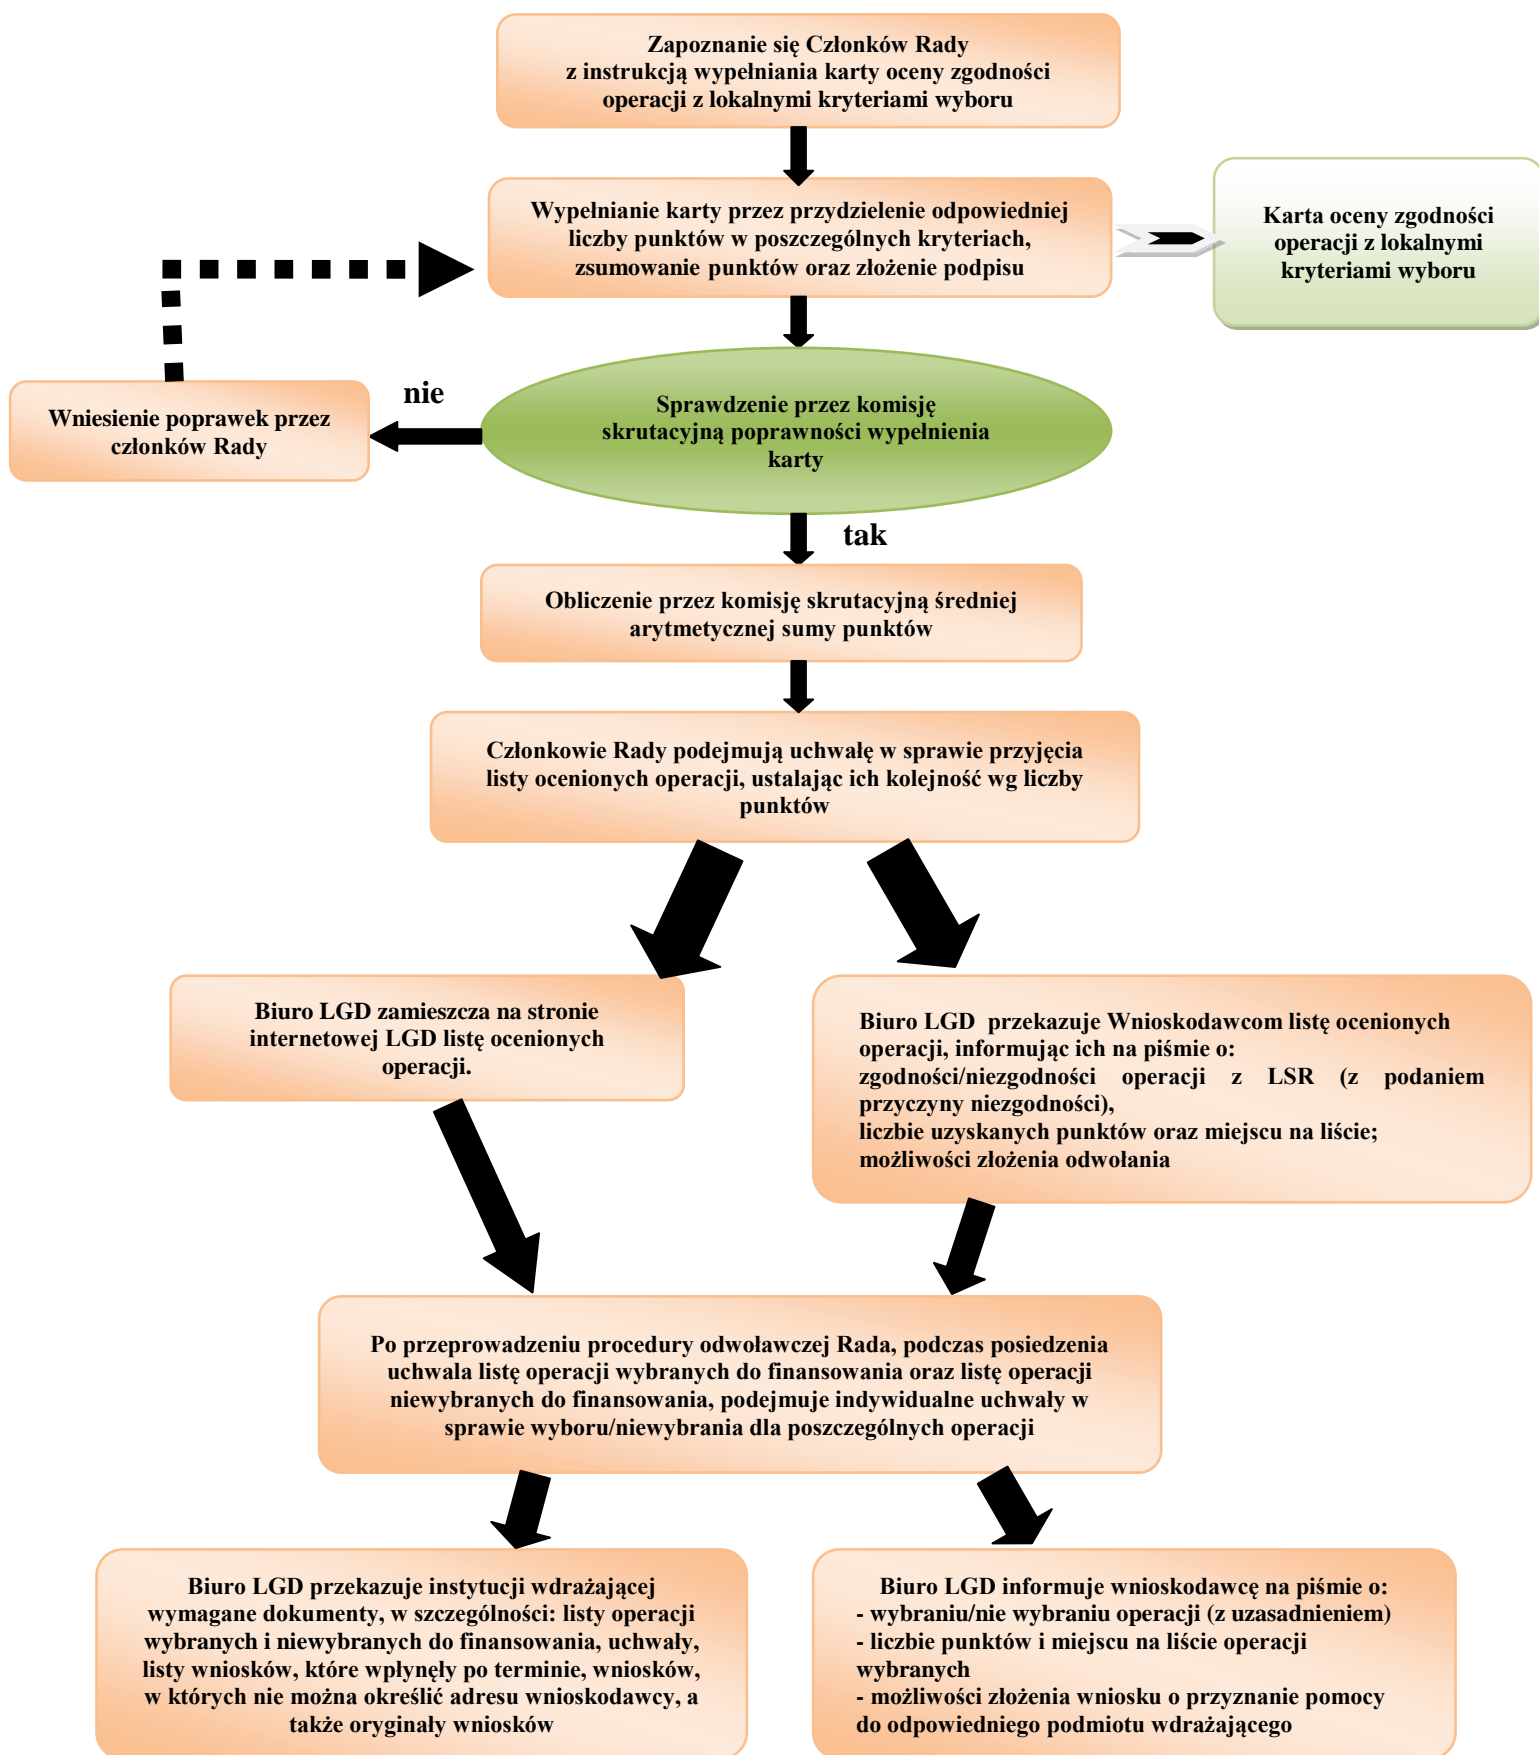 Zapoznanie się Członków Rady
z instrukcją wypełniania karty oceny zgodności
operacji z lokalnymi kryteriami wyboru
Wypełnianie karty przez przydzielenie odpowiedniej
liczby punktów w poszczególnych kryteriach,
zsumowanie punktów oraz złożenie podpisu
Karta oceny zgodności
operacji z lokalnymi
kryteriami wyboru
nie
Wniesienie poprawek przez
członków Rady
Sprawdzenie przez komisję
skrutacyjną poprawności wypełnienia
karty
tak
Obliczenie przez komisję skrutacyjną średniej
arytmetycznej sumy punktów
Członkowie Rady podejmują uchwałę w sprawie przyjęcia
listy ocenionych operacji, ustalając ich kolejność wg liczby
punktów
Biuro LGD zamieszcza na stronie
internetowej LGD listę ocenionych
operacji.
Biuro LGD  przekazuje Wnioskodawcom listę ocenionych
operacji, informując ich na piśmie o:
zgodności/niezgodności operacji z LSR (z podaniem
przyczyny niezgodności),
liczbie uzyskanych punktów oraz miejscu na liście;
możliwości złożenia odwołania
Po przeprowadzeniu procedury odwoławczej Rada, podczas posiedzenia
uchwala listę operacji wybranych do finansowania oraz listę operacji
niewybranych do finansowania, podejmuje indywidualne uchwały w
sprawie wyboru/niewybrania dla poszczególnych operacji
Biuro LGD przekazuje instytucji wdrażającej
wymagane dokumenty, w szczególności: listy operacji
wybranych i niewybranych do finansowania, uchwały,
listy wniosków, które wpłynęły po terminie, wniosków,
w których nie można określić adresu wnioskodawcy, a
także oryginały wniosków
Biuro LGD informuje wnioskodawcę na piśmie o:
- wybraniu/nie wybraniu operacji (z uzasadnieniem)
- liczbie punktów i miejscu na liście operacji
wybranych
- możliwości złożenia wniosku o przyznanie pomocy
do odpowiedniego podmiotu wdrażającego